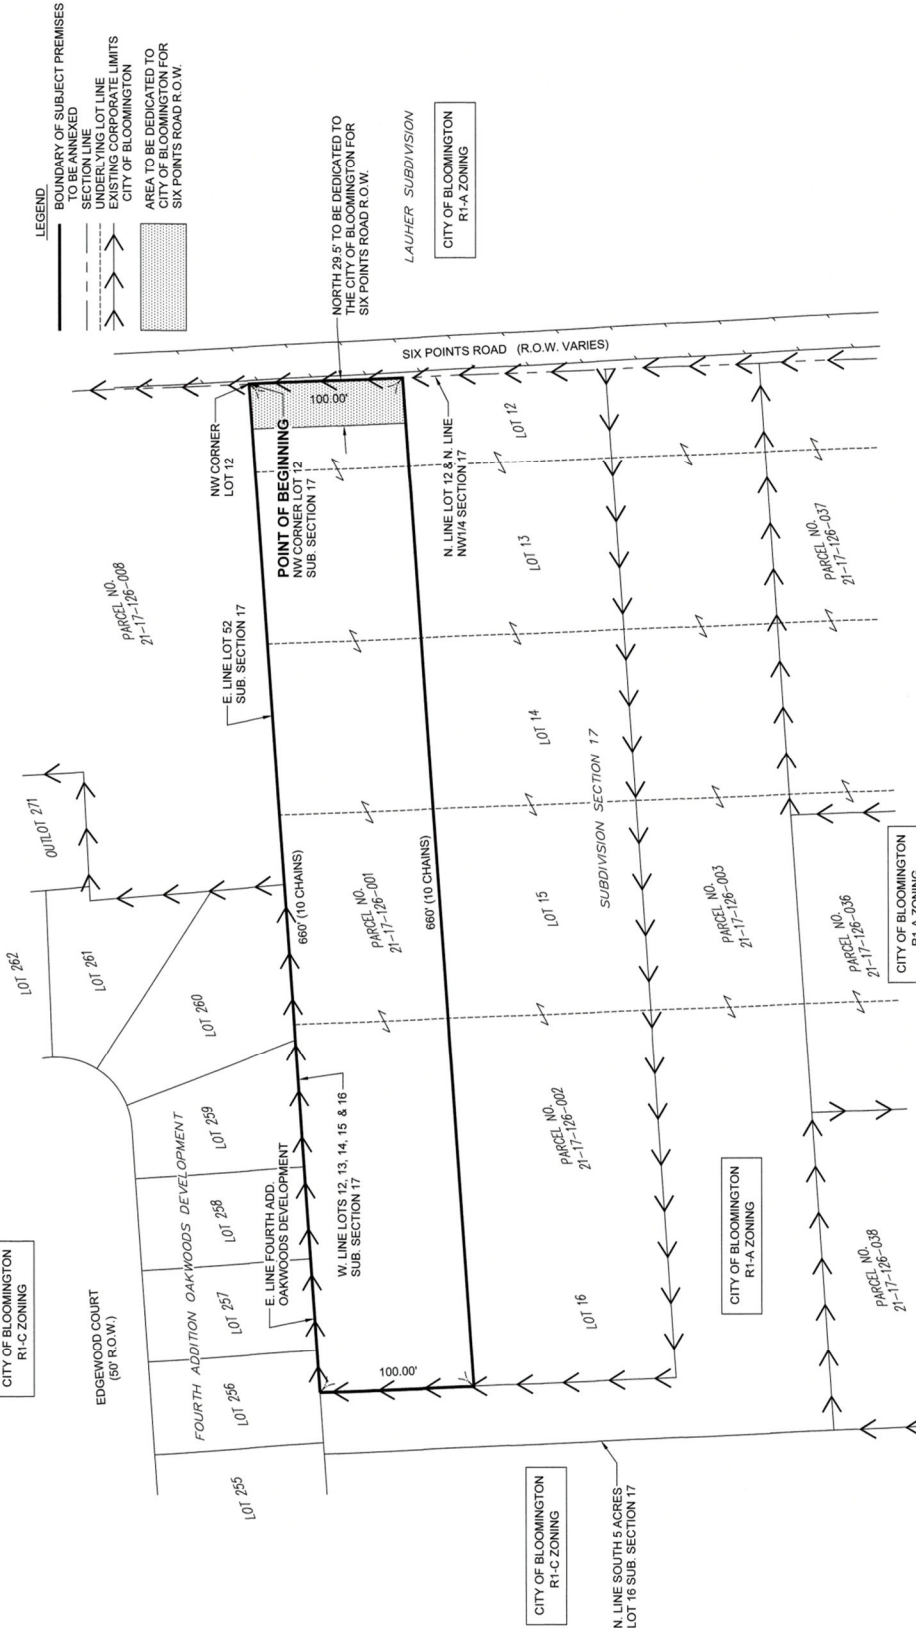 LEGEND
BOUNDARY OF SUBJECT PREMISES
TO BE ANNEXED
SECTION LINE
UNDERLYING LOT LINE
EXISTING CORPORATE LIMITS
CITY OF BLOOMINGTON
AREA TO BE DEDICATED TO
CITY OF BLOOMINGTON FOR
SIX POINTS ROAD R.O.W.
NORTH 29.5' TO BE DEDICATED TO
THE CITY OF BLOOMINGTON FOR
SIX POINTS ROAD R.O.W.
LAUHER SUBDIVISION
CITY OF BLOOMINGTON
R1-A ZONING
SIX POINTS ROAD (R.O.W. VARIES)
NW CORNER
LOT 12
100.00'
POINT OF BEGINNING
NW CORNER LOT 12
SUB. SECTION 17
N. LINE LOT 12 & N. LINE
NW1/4 SECTION 17
LOT 12
PARCEL NO.
21-17-126-008
E. LINE LOT 52
SUB. SECTION 17
LOT 13
PARCEL NO.
21-17-126-037
LOT 14
SUBDIVISION SECTION 17
OUTLOT 271
660' (10 CHAINS)
PARCEL NO.
21-17-126-001
660' (10 CHAINS)
LOT 15
PARCEL NO.
21-17-126-003
PARCEL NO.
21-17-126-036
CITY OF BLOOMINGTON
R1-A ZONING
LOT 262
LOT 261
LOT 260
LOT 259
LOT 258
LOT 257
LOT 256
LOT 255
FOURTH ADDITION OAKWOODS DEVELOPMENT
E. LINE FOURTH ADD.
OAKWOODS DEVELOPMENT
W. LINE LOTS 12, 13, 14, 15 & 16
SUB. SECTION 17
PARCEL NO.
21-17-126-002
LOT 16
CITY OF BLOOMINGTON
R1-A ZONING
PARCEL NO.
21-17-126-038
CITY OF BLOOMINGTON
R1-C ZONING
EDGEWOOD COURT
(50' R.O.W.)
100.00'
CITY OF BLOOMINGTON
R1-C ZONING
N. LINE SOUTH 5 ACRES
LOT 16 SUB. SECTION 17